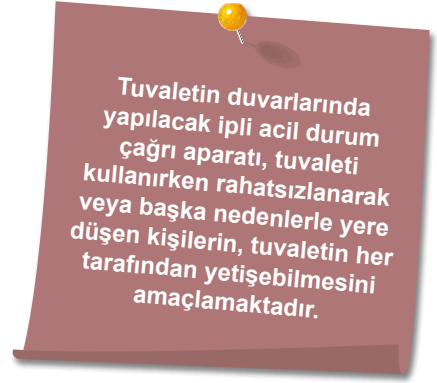 Tuvaletin duvarlarında
yapılacak ipli acil durum
çağrı aparatı, tuvaleti
kullanırken rahatsızlanarak
veya başka nedenlerle yere
düşen kişilerin, tuvaletin her
tarafından yetişebilmesini
amaçlamaktadır.